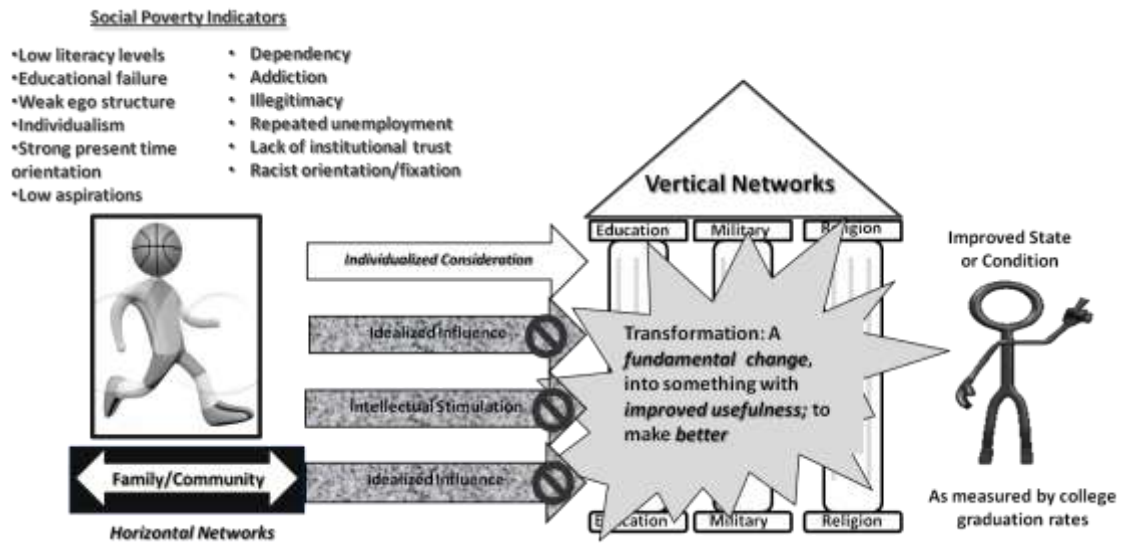 Social Poverty Indicators
•Low literacy levels
•Educational failure
•Weak ego structure
•Individualism
•Strong present time
orientation
•Low aspirations
• Dependency
• Addiction
• Illegitimacy
• Repeated unemployment
• Lack of institutional trust
• Racist orientation/fixation
Family/Community
Horizontal Networks
Individualized Consideration
Idealized Influence
Intellectual Stimulation
Idealized Influence
Vertical Networks
Education
Military
Religion
Transformation: A
fundamental change,
into something with
improved usefulness; to
make better
Education
Military
Religion
Improved State
or Condition
As measured by college
graduation rates